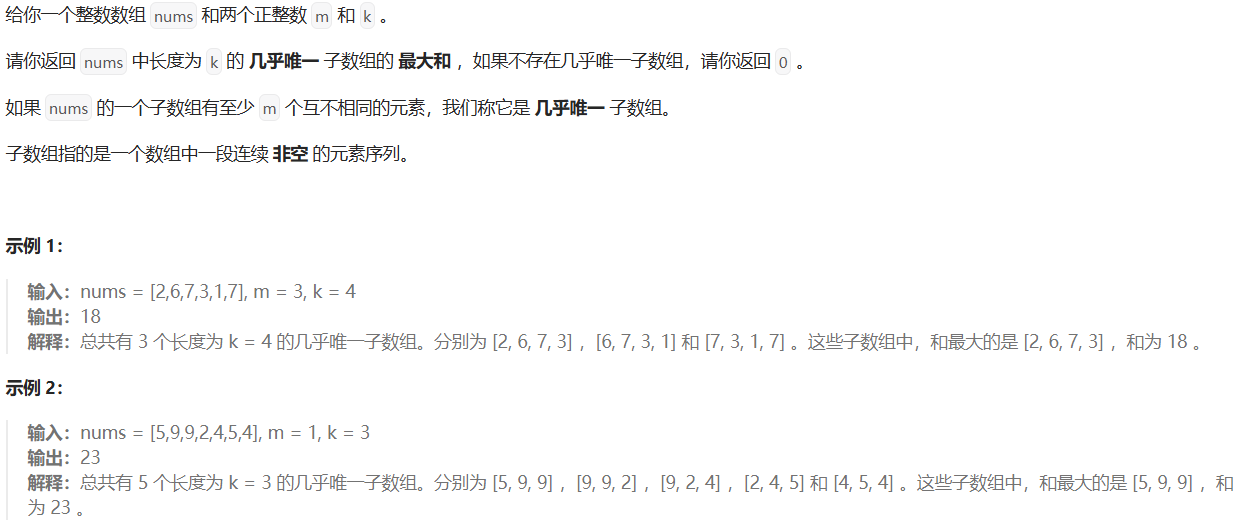 给你一个整数数组 nums 和两个正整数 m 和 k 。
请你返回 nums 中长度为 k 的 几乎唯一 子数组的 最大和 ，如果不存在几乎唯一子数组，请你返回 0 。
如果 nums 的一个子数组有至少 m 个互不相同的元素，我们称它是 几乎唯一 子数组。
子数组指的是一个数组中一段连续 非空 的元素序列。
示例 1：
输入：nums = [2,6,7,3,1,7], m = 3, k = 4
输出：18
解释：总共有 3 个长度为 k = 4 的几乎唯一子数组。分别为 [2, 6, 7, 3] ，[6, 7, 3, 1] 和 [7, 3, 1, 7] 。这些子数组中，和最大的是 [2, 6, 7, 3] ，和为 18 。
示例 2：
输入：nums = [5,9,9,2,4,5,4], m = 1, k = 3
输出：23
解释：总共有 5 个长度为 k = 3 的几乎唯一子数组。分别为 [5, 9, 9] ，[9, 9, 2] ，[9, 2, 4] ，[2, 4, 5] 和 [4, 5, 4] 。这些子数组中，和最大的是 [5, 9, 9] ，和
为 23 。